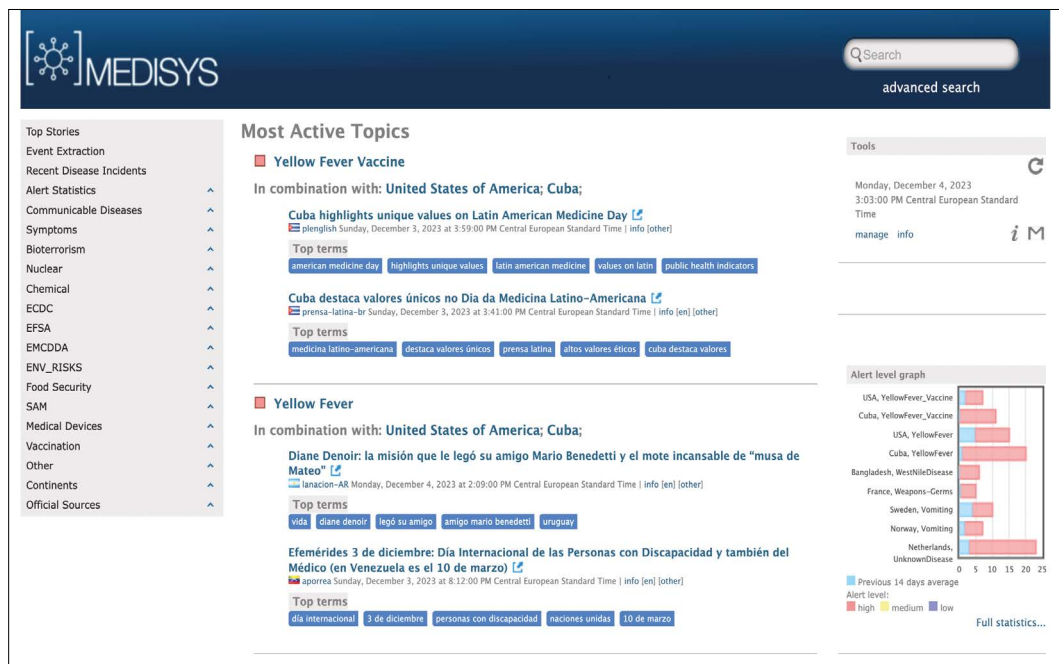 MEDISYS
Search
advanced search
Top Stories
Event Extraction
Recent Disease Incidents
Alert Statistics
Communicable Diseases
Symptoms
Bioterrorism
Nuclear
Chemical
ECDC
EFSA
EMCDDA
ENV_RISKS
Food Security
SAM
Medical Devices
Vaccination
Other
Continents
Official Sources
Most Active Topics
Yellow Fever Vaccine
In combination with: United States of America; Cuba;
Cuba highlights unique values on Latin American Medicine Day
plenglish Sunday, December 3, 2023 at 3:59:00 PM Central European Standard Time | info [other]
Top terms
american medicine day highlights unique values latin american medicine values on latin public health indicators
Cuba destaca valores únicos no Dia da Medicina Latino-Americana
prensa-latina-br Sunday, December 3, 2023 at 3:41:00 PM Central European Standard Time | info [en] [other]
Top terms
medicina latino-americana destaca valores únicos prensa latina altos valores éticos cuba destaca valores
Yellow Fever
In combination with: United States of America; Cuba;
Diane Denoir: la misión que le legó su amigo Mario Benedetti y el mote incansable de “musa de
Mateo”
lanacion-AR Monday, December 4, 2023 at 2:09:00 PM Central European Standard Time | info [en] [other]
Top terms
vida diane denoir legó su amigo amigo mario benedetti uruguay
Efemérides 3 de diciembre: Día Internacional de las Personas con Discapacidad y también del
Médico (en Venezuela es el 10 de marzo)
aporrea Sunday, December 3, 2023 at 8:12:00 PM Central European Standard Time | info [en] [other]
Top terms
día internacional 3 de diciembre personas con discapacidad naciones unidas 10 de marzo
Tools
Monday, December 4, 2023
3:03:00 PM Central European Standard
Time
manage info
i M
Alert level graph
USA, YellowFever_Vaccine
Cuba, YellowFever_Vaccine
USA, YellowFever
Cuba, YellowFever
Bangladesh, WestNileDisease
France, Weapons-Germs
Sweden, Vomiting
Norway, Vomiting
Netherlands,
UnknownDisease
0 5 10 15 20 25
Previous 14 days average
Alert level:
high medium low
Full statistics...